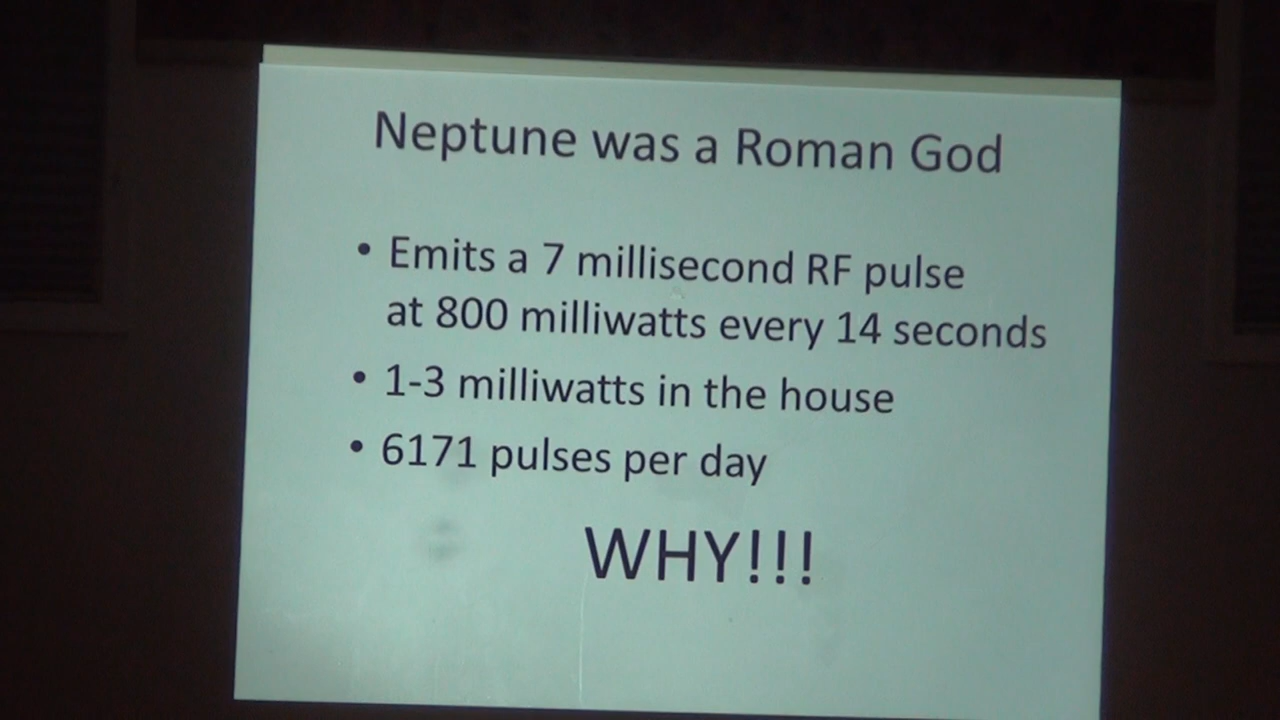 Neptune was a Roman God
• Emits a 7 millisecond RF pulse
at 800 milliwatts every 14 seconds
• 1-3 milliwatts in the house
• 6171 pulses per day
WHY!!!